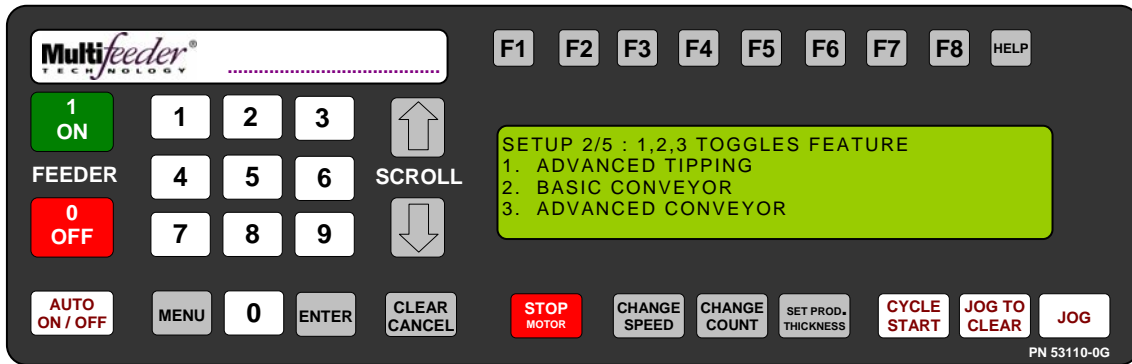 Multifeeder®
TECHNOLOGY
F1 F2 F3 F4 F5 F6 F7 F8 HELP
1
ON
FEEDER
0
OFF
1 2 3
4 5 6
7 8 9
SCROLL
SETUP 2/5 : 1,2,3 TOGGLES FEATURE
1. ADVANCED TIPPING
2. BASIC CONVEYOR
3. ADVANCED CONVEYOR
AUTO
ON / OFF
MENU
0
ENTER
CLEAR
CANCEL
STOP
MOTOR
CHANGE
SPEED
CHANGE
COUNT
SET PROD.
THICKNESS
CYCLE
START
JOG TO
CLEAR
JOG
PN 53110-0G